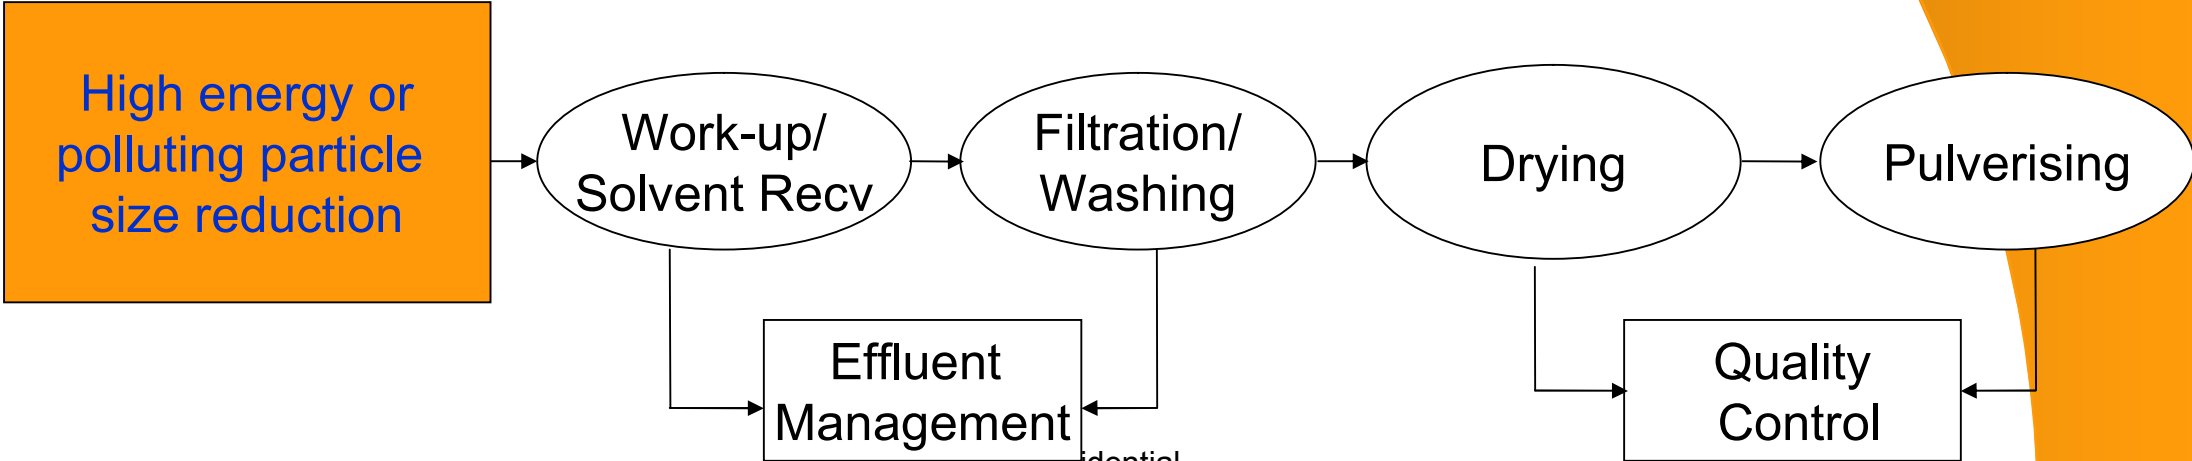 High energy or
polluting particle
size reduction
Work-up/
Solvent Recv
Filtration/
Washing
Drying
Pulverising
Effluent
Management
Quality
Control